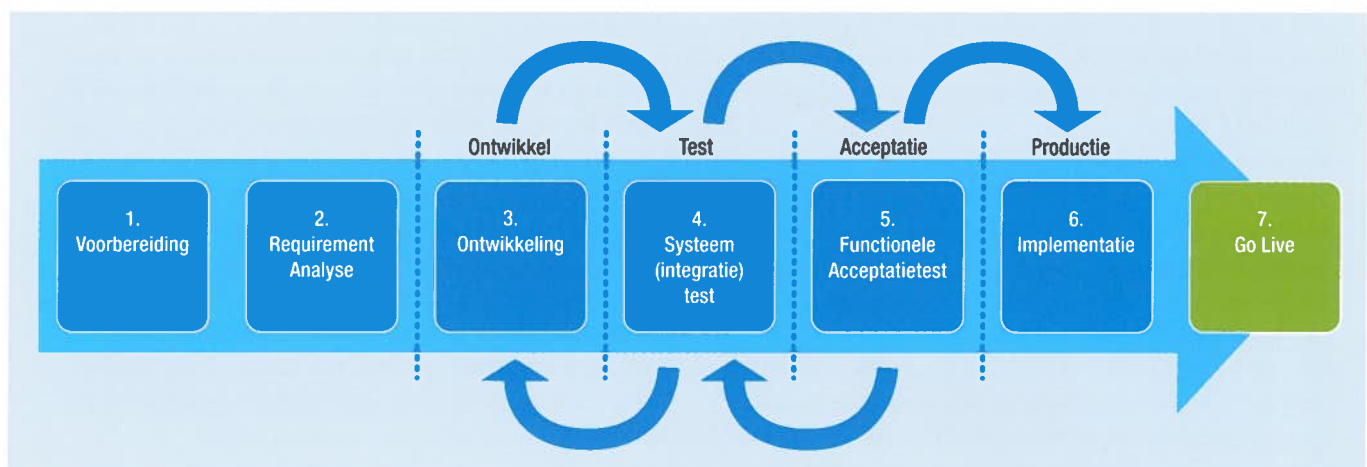 Ontwikkel
Test
Acceptatie
Productie
1.
Voorbereiding
2.
Requirement
Analyse
3.
Ontwikkeling
4.
Systeem
(integratie)
test
5.
Functionele
Acceptatietest
6.
Implementatie
7.
Go Live